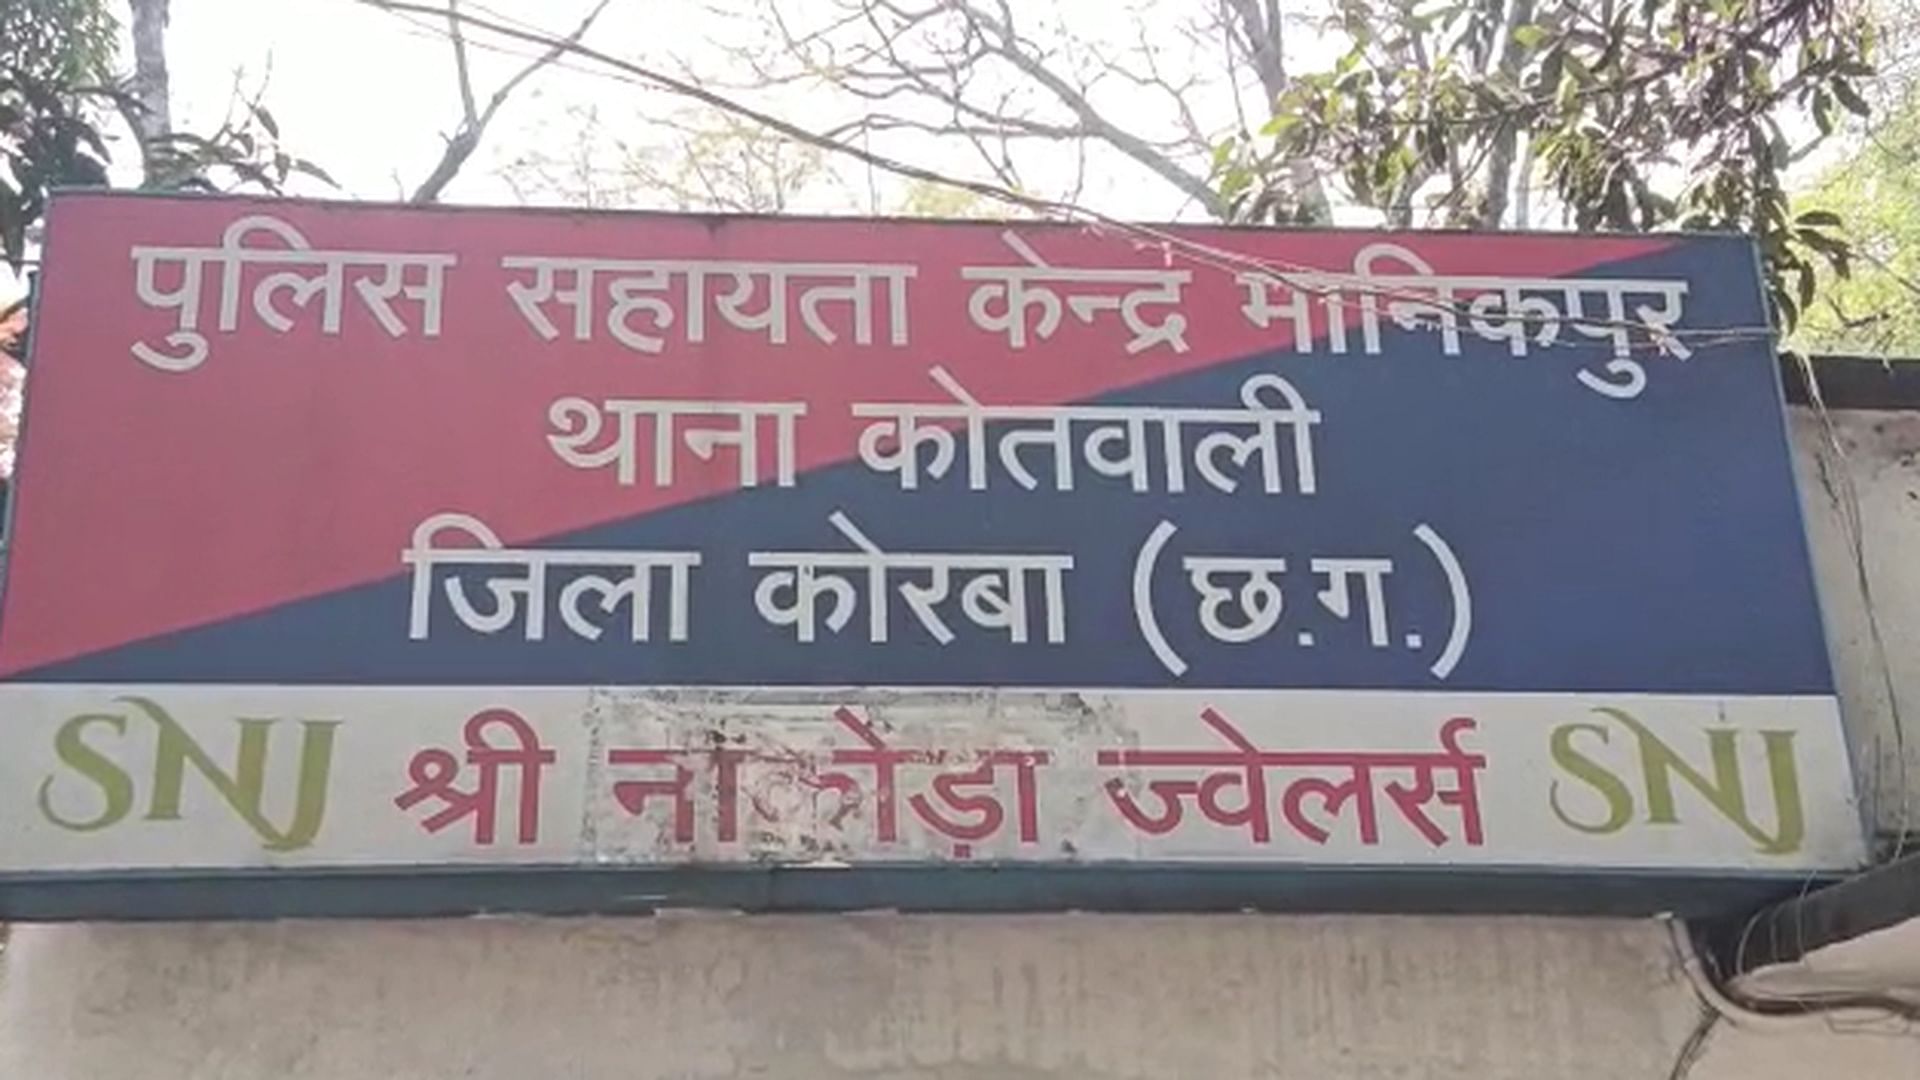 पुलिस सहायता केन्द्र मानिकपुर
थाना कोतवाली
जिला कोरबा (छ.ग.)
SNJ श्री ज्वेलर्स SNJ